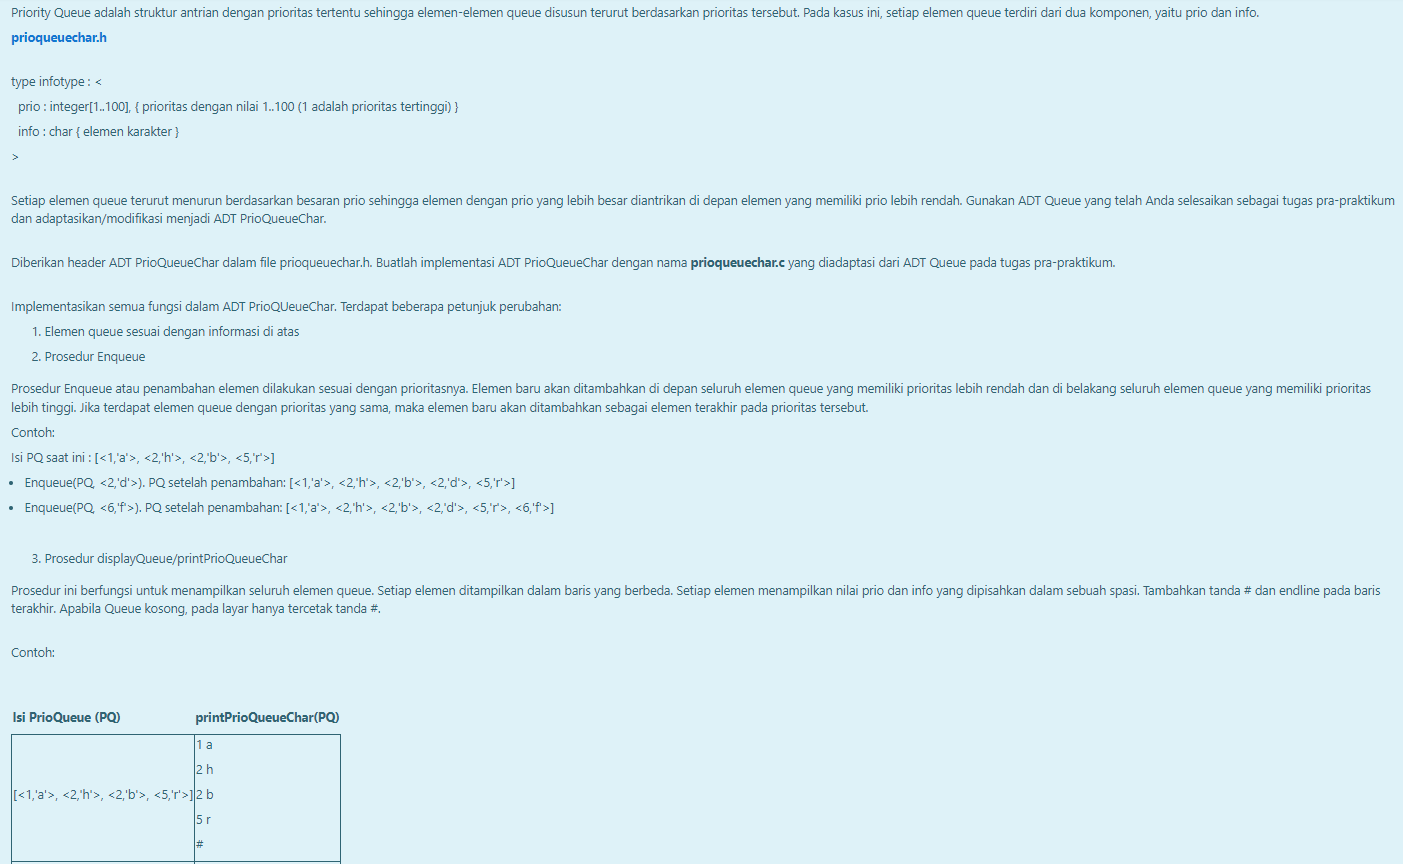 Priority Queue adalah struktur antrian dengan prioritas tertentu sehingga elemen-elemen queue disusun terurut berdasarkan prioritas tersebut. Pada kasus ini, setiap elemen queue terdiri dari dua komponen, yaitu prio dan info.
prioqueuechar.h
type infotype : <
prio : integer[1..100], { prioritas dengan nilai 1..100 (1 adalah prioritas tertinggi) }
info : char { elemen karakter }
>
Setiap elemen queue terurut menurun berdasarkan besaran prio sehingga elemen dengan prio yang lebih besar diantrikan di depan elemen yang memiliki prio lebih rendah. Gunakan ADT Queue yang telah Anda selesaikan sebagai tugas pra-praktikum
dan adaptasikan/modifikasi menjadi ADT PrioQueueChar.
Diberikan header ADT PrioQueueChar dalam file prioqueuechar.h. Buatlah implementasi ADT PrioQueueChar dengan nama prioqueuechar.c yang diadaptasi dari ADT Queue pada tugas pra-praktikum.
Implementasikan semua fungsi dalam ADT PrioQUeueChar. Terdapat beberapa petunjuk perubahan:
1. Elemen queue sesuai dengan informasi di atas
2. Prosedur Enqueue
Prosedur Enqueue atau penambahan elemen dilakukan sesuai dengan prioritasnya. Elemen baru akan ditambahkan di depan seluruh elemen queue yang memiliki prioritas lebih rendah dan di belakang seluruh elemen queue yang memiliki prioritas
lebih tinggi. Jika terdapat elemen queue dengan prioritas yang sama, maka elemen baru akan ditambahkan sebagai elemen terakhir pada prioritas tersebut.
Contoh:
Isi PQ saat ini : [<1,'a'>, <2,'h'>, <2,'b'>, <5,'r'>]
• Enqueue(PQ, <2,'d'>). PQ setelah penambahan: [<1,'a'>, <2,'h'>, <2,'b'>, <2,'d'>, <5,'r'>]
• Enqueue(PQ, <6,'f'>). PQ setelah penambahan: [<1,'a'>, <2,'h'>, <2,'b'>, <2,'d'>, <5,'r'>, <6,'f'>]
3. Prosedur displayQueue/printPrioQueueChar
Prosedur ini berfungsi untuk menampilkan seluruh elemen queue. Setiap elemen ditampilkan dalam baris yang berbeda. Setiap elemen menampilkan nilai prio dan info yang dipisahkan dalam sebuah spasi. Tambahkan tanda # dan endline pada baris
terakhir. Apabila Queue kosong, pada layar hanya tercetak tanda #.
Contoh:
Isi PrioQueue (PQ) printPrioQueueChar(PQ)
1 a
2 h
[<1,'a'>, <2,'h'>, <2,'b'>, <5,'r'>] 2 b
5 r
#